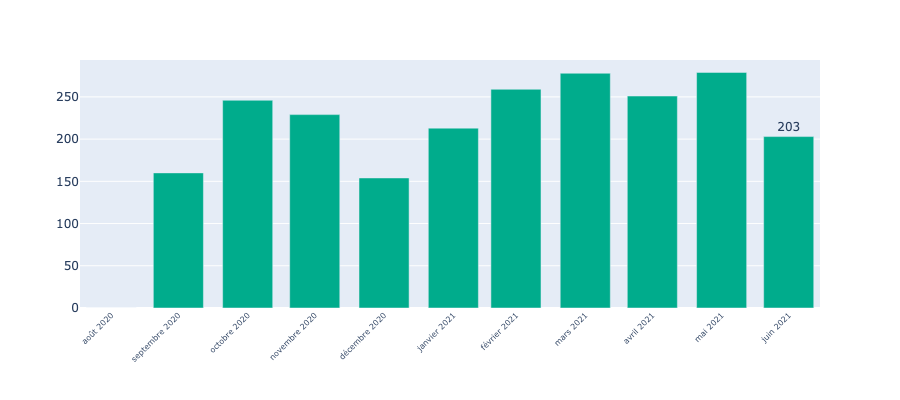 250
200
150
100
50
0
203
août 2020
septembre 2020
octobre 2020
novembre 2020
décembre 2020
janvier 2021
février 2021
mars 2021
avril 2021
mai 2021
juin 2021